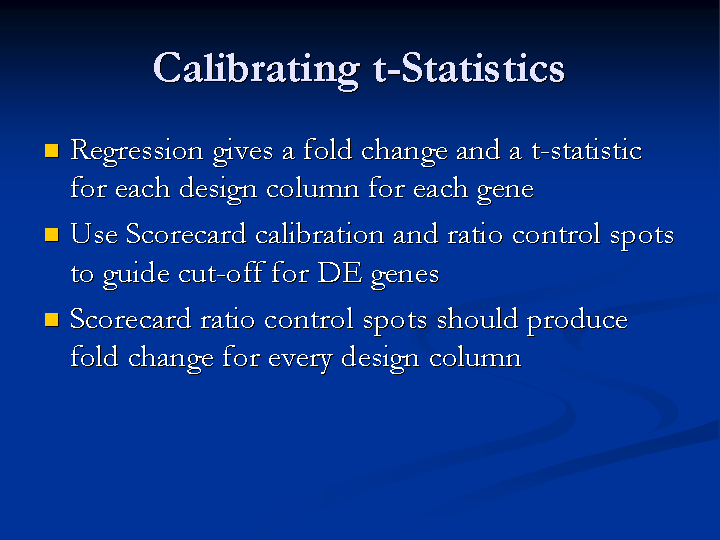 Calibrating t-Statistics
Regression gives a fold change and a t-statistic
for each design column for each gene
Use Scorecard calibration and ratio control spots
to guide cut-off for DE genes
Scorecard ratio control spots should produce
fold change for every design column